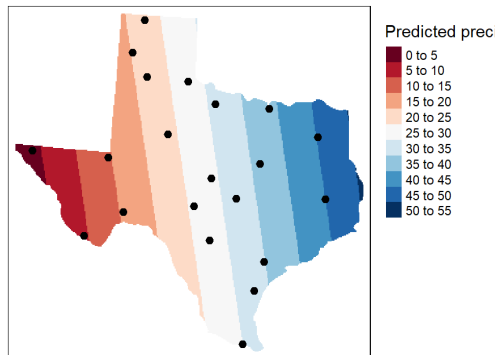 Predicted prec
0 to 5
5 to 10
10 to 15
15 to 20
20 to 25
25 to 30
30 to 35
35 to 40
40 to 45
45 to 50
50 to 55